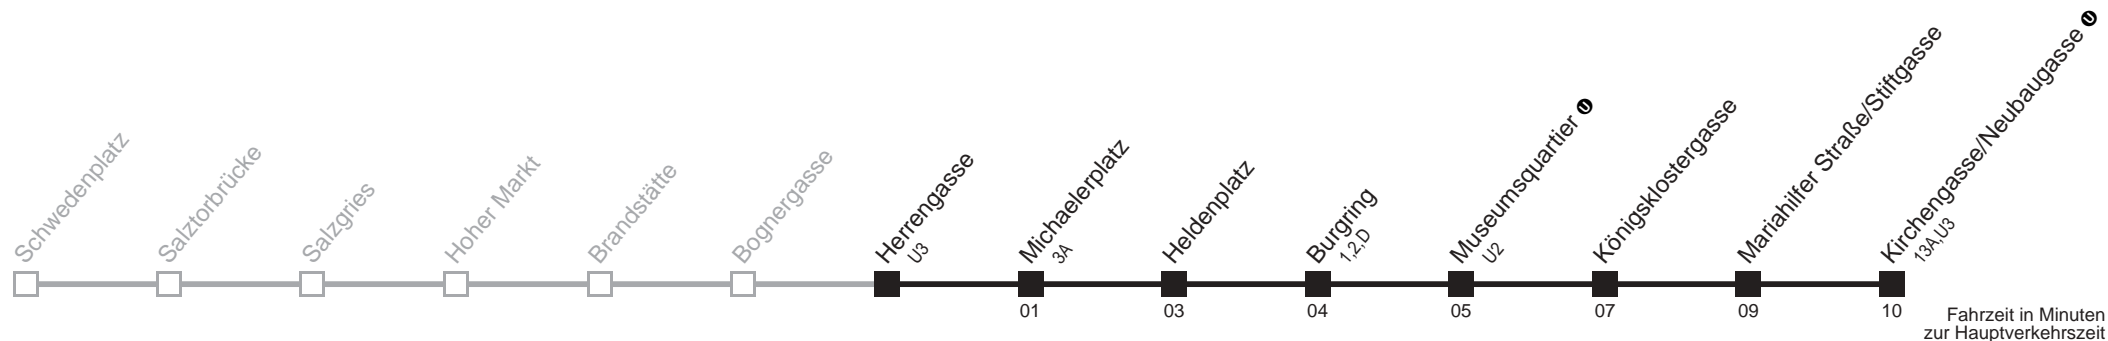 Schwedenplatz
Salztorbrücke
Salzgries
Hoher Markt
Brandstätte
Bognergasse
Herrengasse
U3
Michaelerplatz
3A
Heldenplatz
Burgring
1,2,D
Museumsquartier U
U2
Königsklostergasse
Mariahilfer Straße/Stiftgasse
Kirchengasse/Neubaugasse U
13A,U3
01
03
04
05
07
09
10
Fahrzeit in Minuten
zur Hauptverkehrszeit